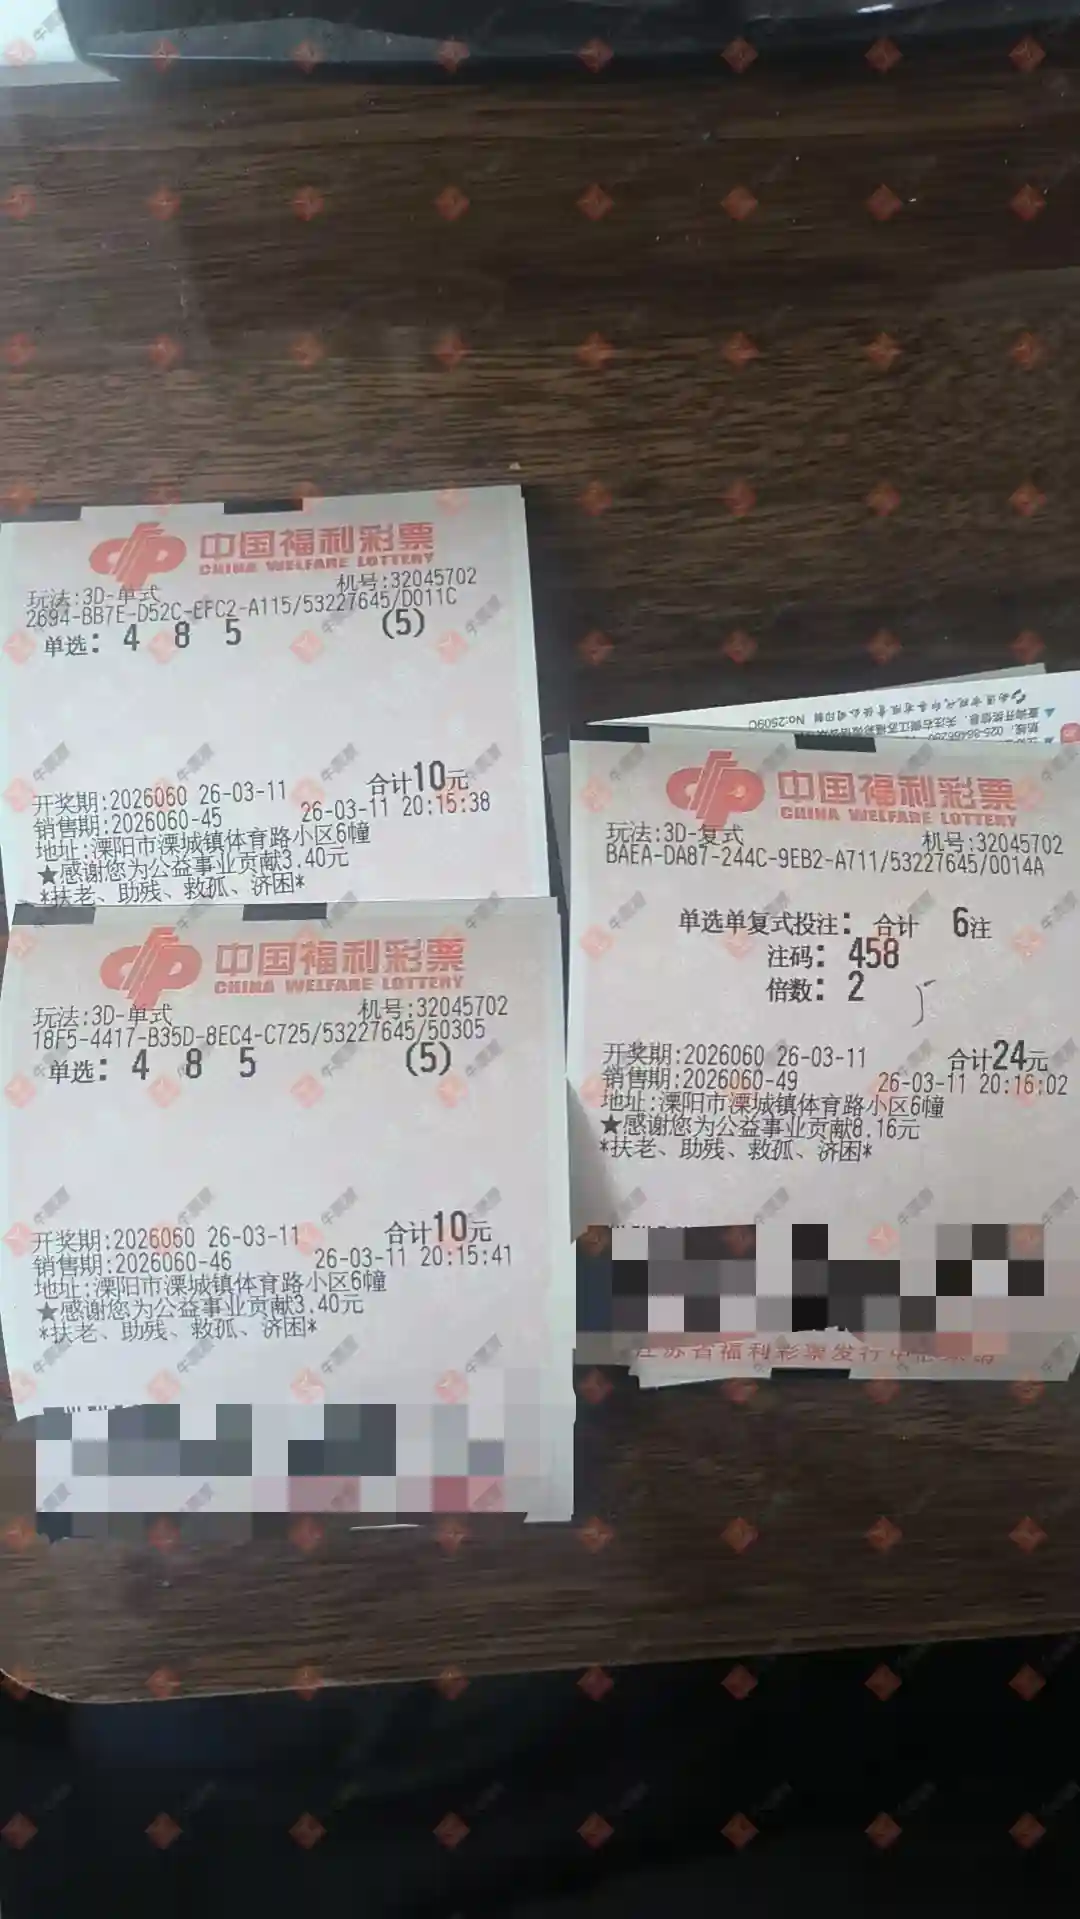 中国福利彩票
CHINA WELFARE LOTTERY
玩法:3D-单式 机号:32045702
2694-BB7E-D52C-EFC2-A115/53227645/D011C
单选: 4 8 5 (5)
开奖期:2026060 26-03-11 合计10元
销售期:2026060-45 26-03-11 20:15:38
地址:溧阳市溧城镇体育路小区6幢
★感谢您为公益事业贡献3.40元
*扶老、助残、救孤、济困*
中国福利彩票
CHINA WELFARE LOTTERY
玩法:3D-单式 机号:32045702
18F5-4417-B35D-8EC4-C725/53227645/50305
单选: 4 8 5 (5)
开奖期:2026060 26-03-11 合计10元
销售期:2026060-46 26-03-11 20:15:41
地址:溧阳市溧城镇体育路小区6幢
★感谢您为公益事业贡献3.40元
*扶老、助残、救孤、济困*
No:2509C
中国福利彩票
CHINA WELFARE LOTTERY
玩法:3D-复式 机号:32045702
BAEA-DA87-244C-9EB2-A711/53227645/0014A
单选单复式投注: 合计 6注
注码: 458
倍数: 2
开奖期:2026060 26-03-11 合计24元
销售期:2026060-49 26-03-11 20:16:02
地址:溧阳市溧城镇体育路小区6幢
★感谢您为公益事业贡献8.16元
*扶老、助残、救孤、济困*
江苏省福利彩票发行中心